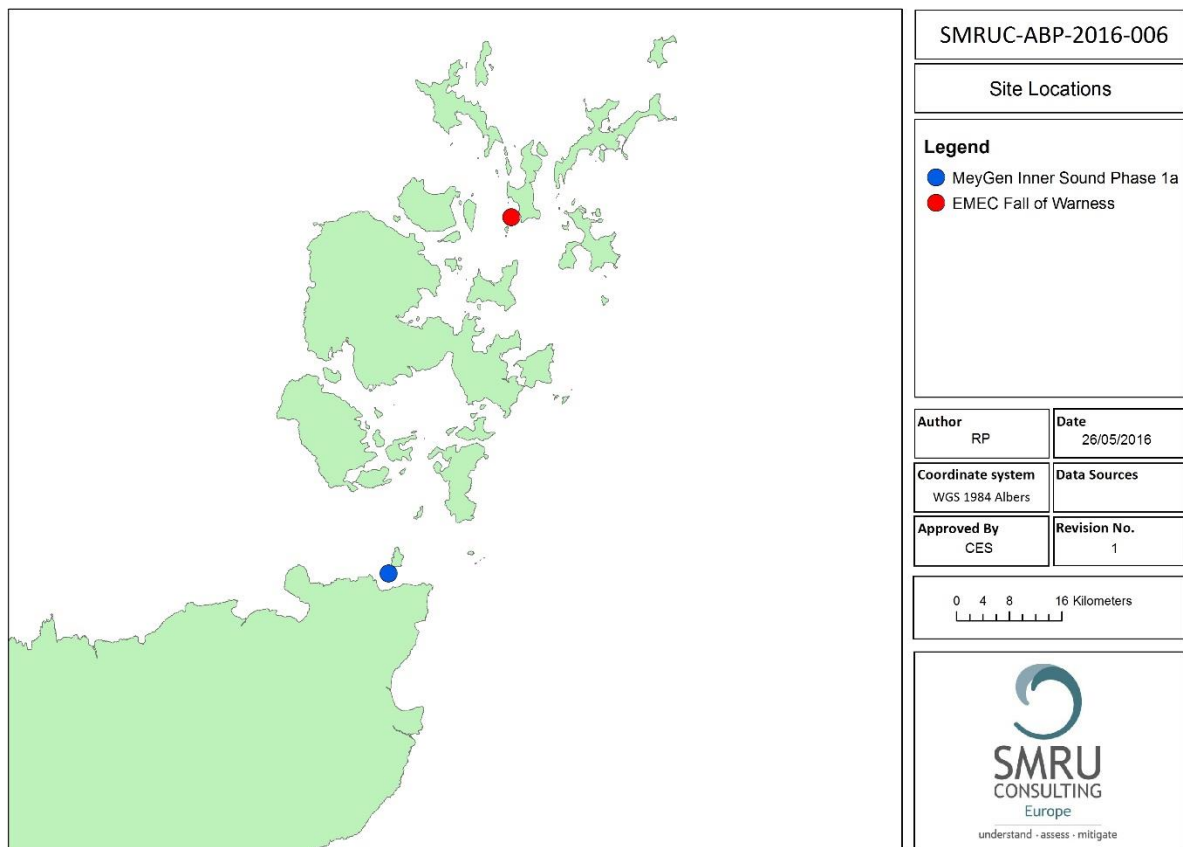 SMRUC-ABP-2016-006
Site Locations
Legend
MeyGen Inner Sound Phase 1a
EMEC Fall of Warness
Author
RP
Date
26/05/2016
Coordinate system
WGS 1984 Albers
Data Sources
Approved By
CES
Revision No.
1
0 4 8 16 Kilometers
SMRU
CONSULTING
Europe
understand · assess · mitigate